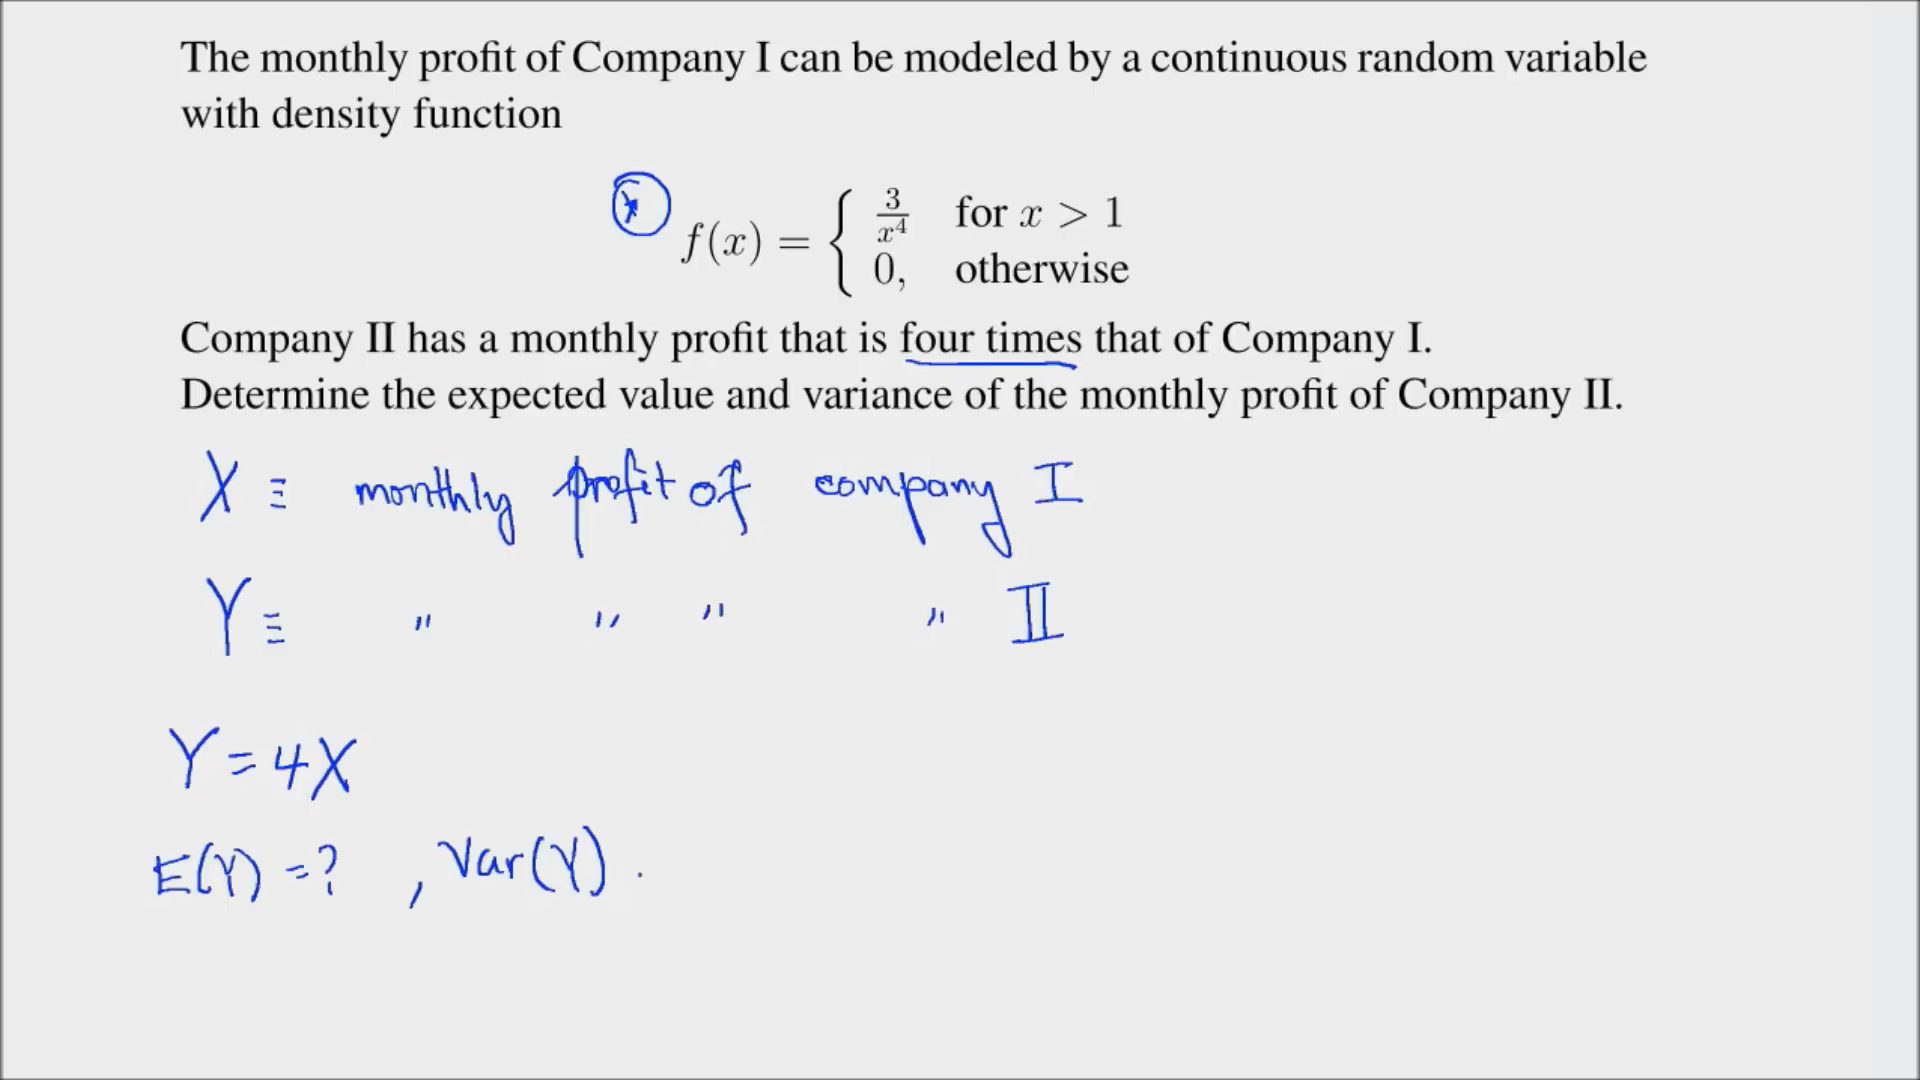 The monthly profit of Company I can be modeled by a continuous random variable
with density function
x
f(x) = { 3/x⁴ for x > 1
0, otherwise
Company II has a monthly profit that is four times that of Company I.
Determine the expected value and variance of the monthly profit of Company II.
X ≡ monthly profit of company I
Y ≡ " " " " II
Y = 4X
E(Y) = ? , Var(Y) .